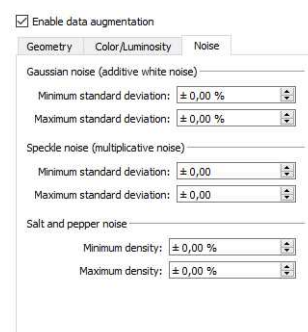 Enable data augmentation
Geometry Color/Luminosity Noise
Gaussian noise (additive white noise)
Minimum standard deviation: ± 0,00 %
Maximum standard deviation: ± 0,00 %
Speckle noise (multiplicative noise)
Minimum standard deviation: ± 0,00
Maximum standard deviation: ± 0,00
Salt and pepper noise
Minimum density: ± 0,00 %
Maximum density: ± 0,00 %